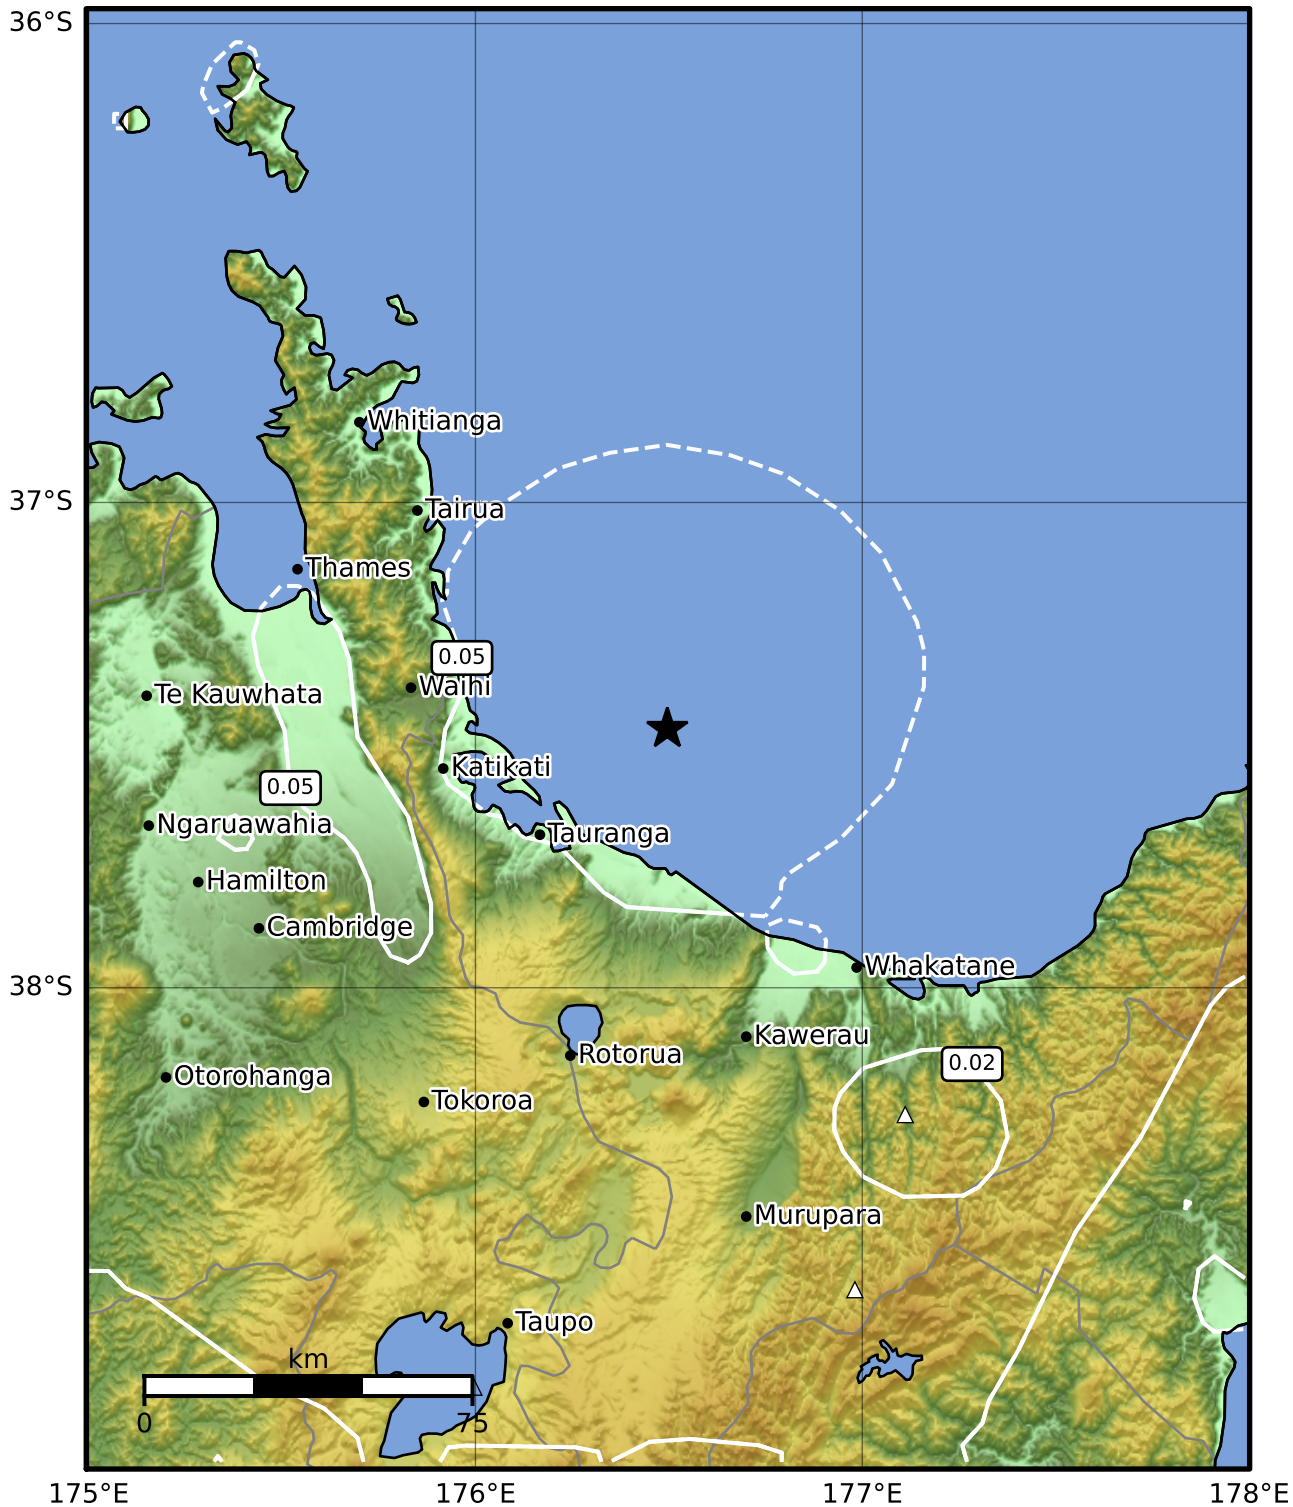 36°S
Whitianga
37°S
Tairua
Thames
0.05
Waihi
Te Kauwhata
Katikati
0.05
Ngaruawahia
Tauranga
Hamilton
Cambridge
Whakatane
38°S
Kawerau
Rotorua
0.02
Otorohanga
Tokoroa
Murupara
Taupo
km
0 75
175°E 176°E 177°E 178°E